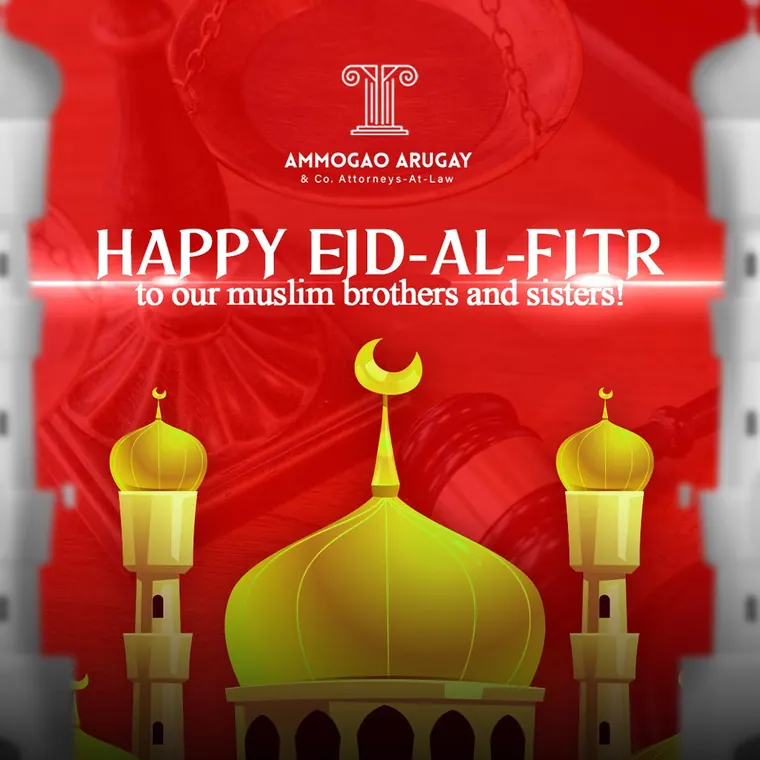 AMMOGAO ARUGAY
& Co. Attorneys-At-Law
HAPPY EID-AL-FITR
to our muslim brothers and sisters!